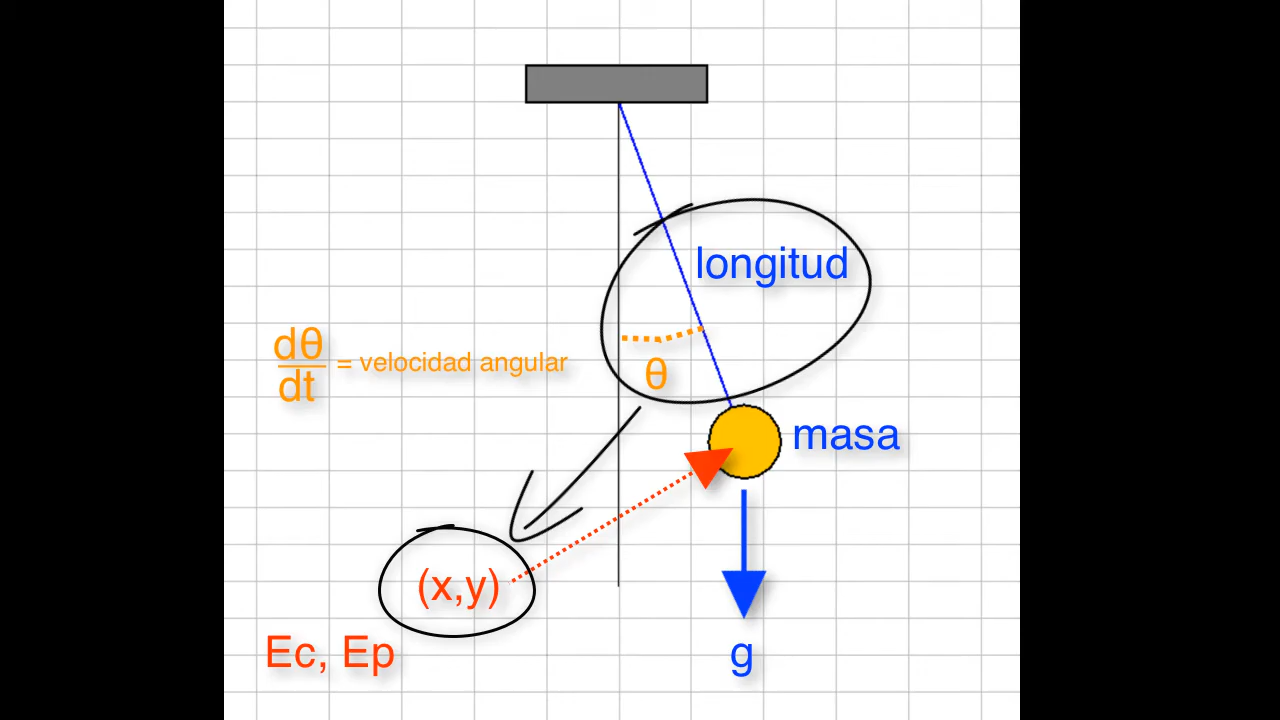 longitud
dθ
dt
= velocidad angular
θ
masa
(x,y)
Ec, Ep
g